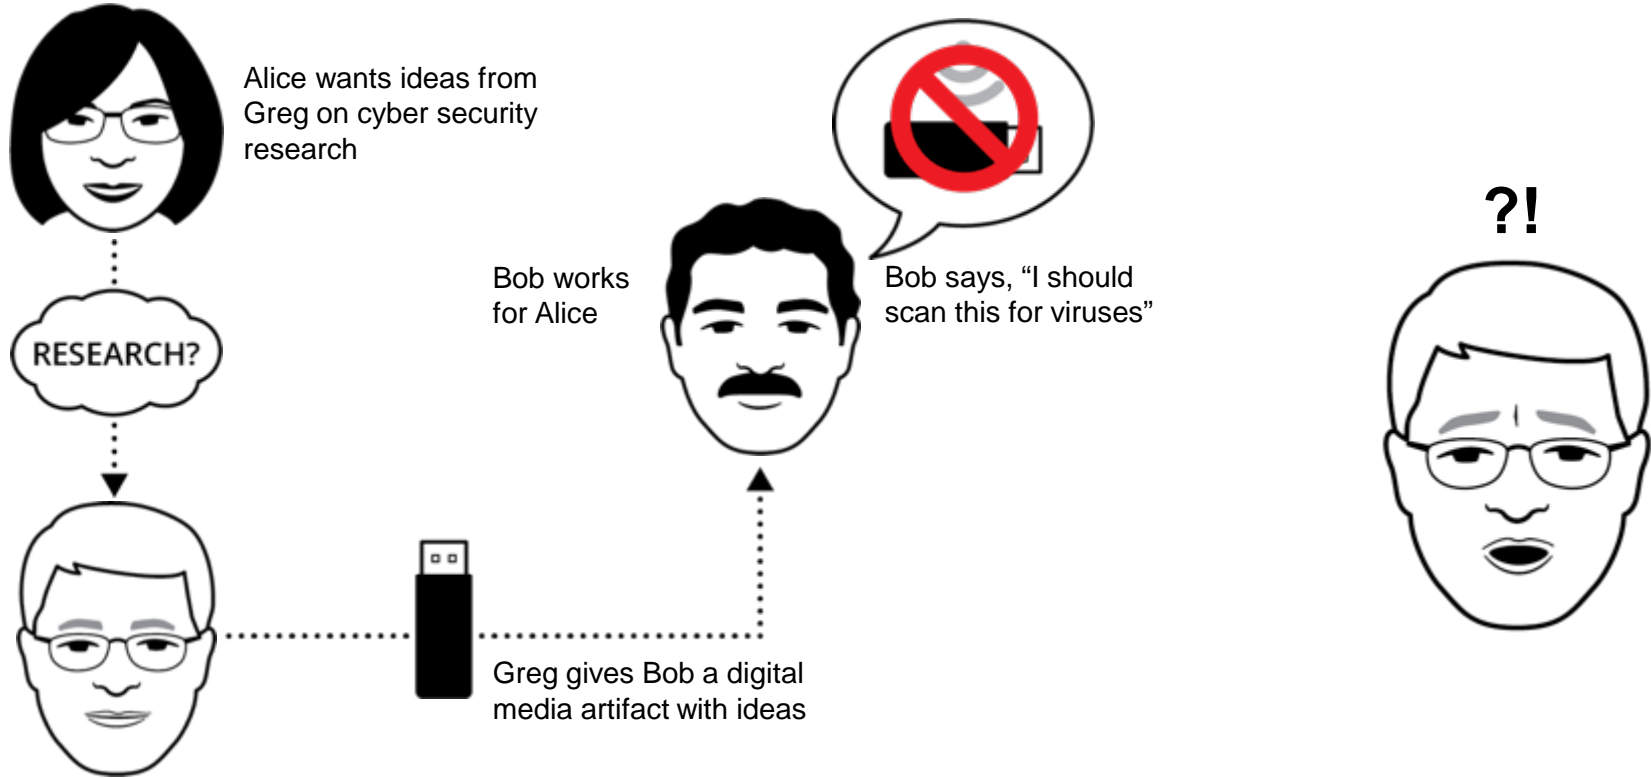 Alice wants ideas from
Greg on cyber security
research
RESEARCH?
Bob works
for Alice
Bob says, “I should
scan this for viruses”
Greg gives Bob a digital
media artifact with ideas
?!